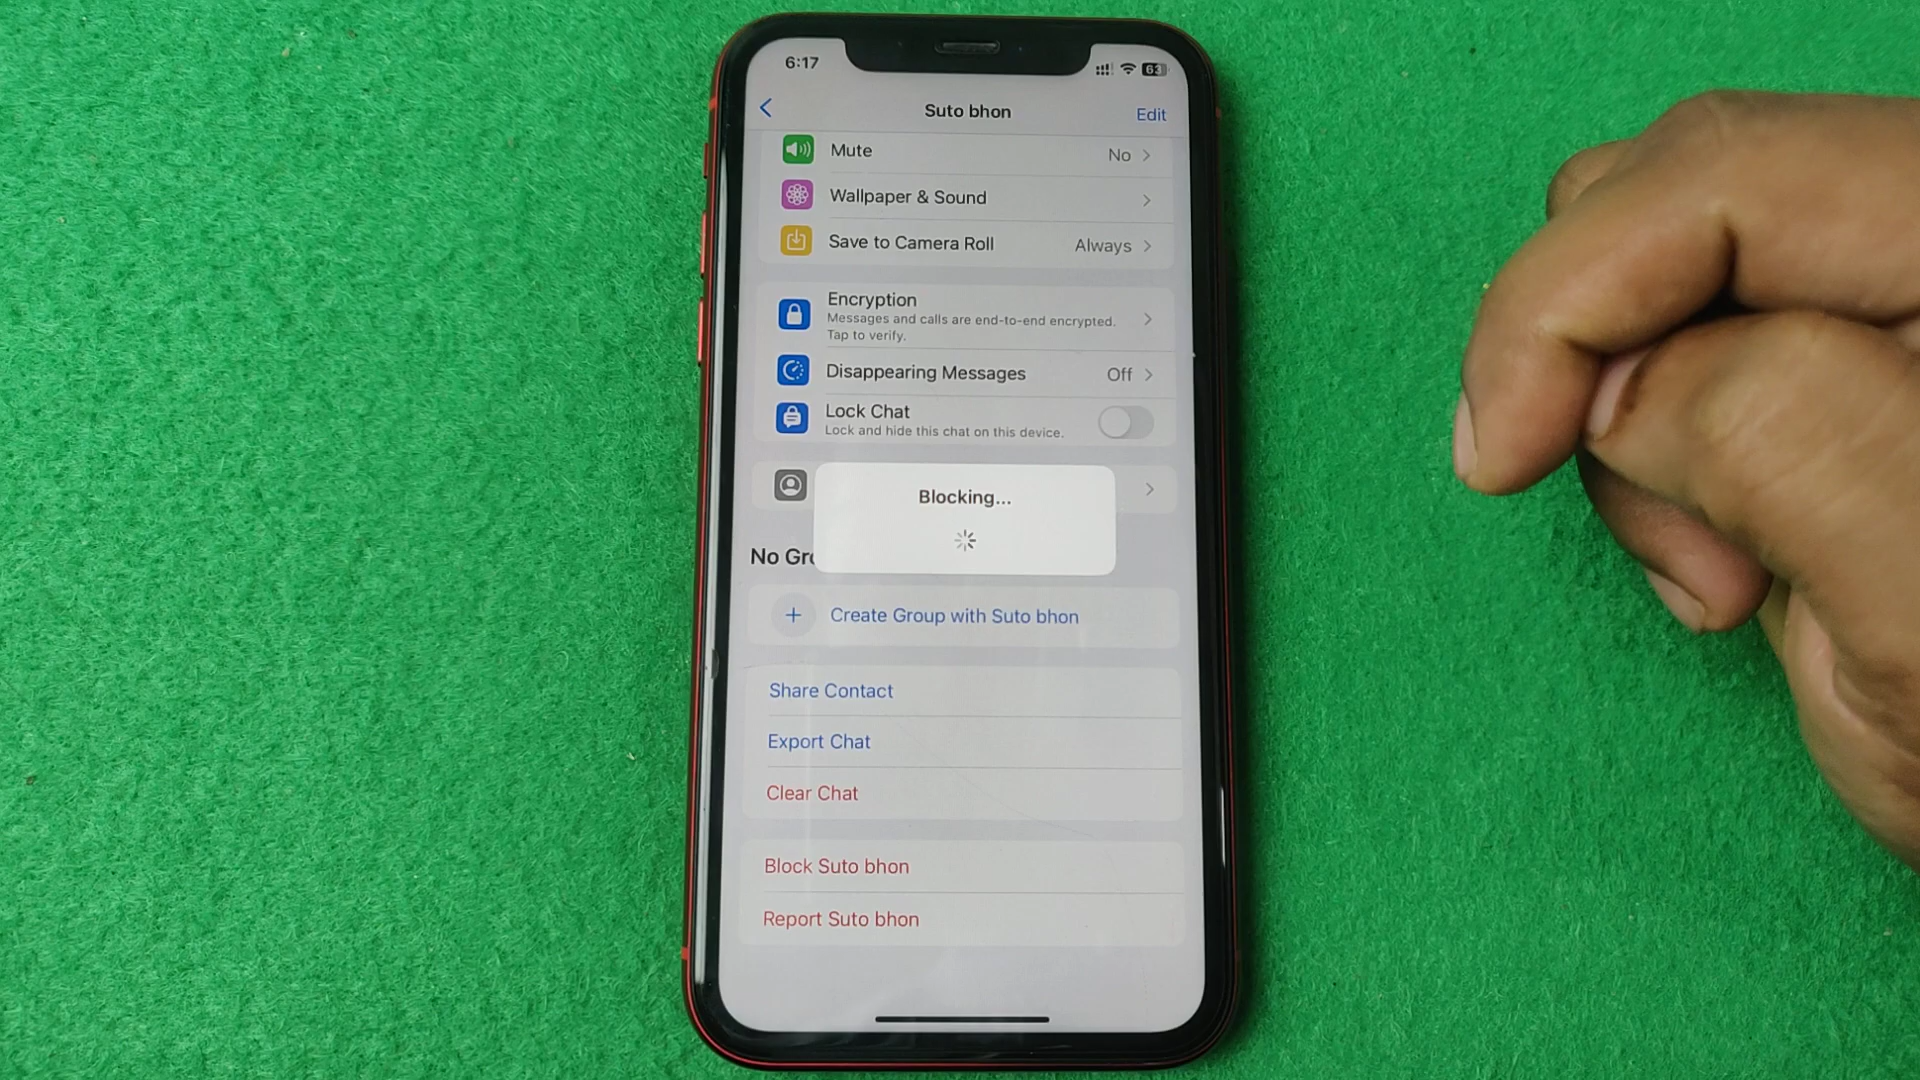 6:17
63
Suto bhon
Edit
Mute
No
Wallpaper & Sound
Save to Camera Roll
Always
Encryption
Messages and calls are end-to-end encrypted.
Tap to verify.
Disappearing Messages
Off
Lock Chat
Lock and hide this chat on this device.
Blocking...
No Gro
Create Group with Suto bhon
Share Contact
Export Chat
Clear Chat
Block Suto bhon
Report Suto bhon